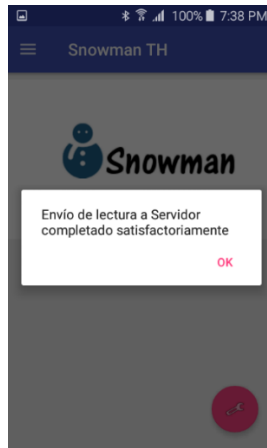 100% 7:38 PM
Snowman TH
Snowman
Envío de lectura a Servidor
completado satisfactoriamente
OK